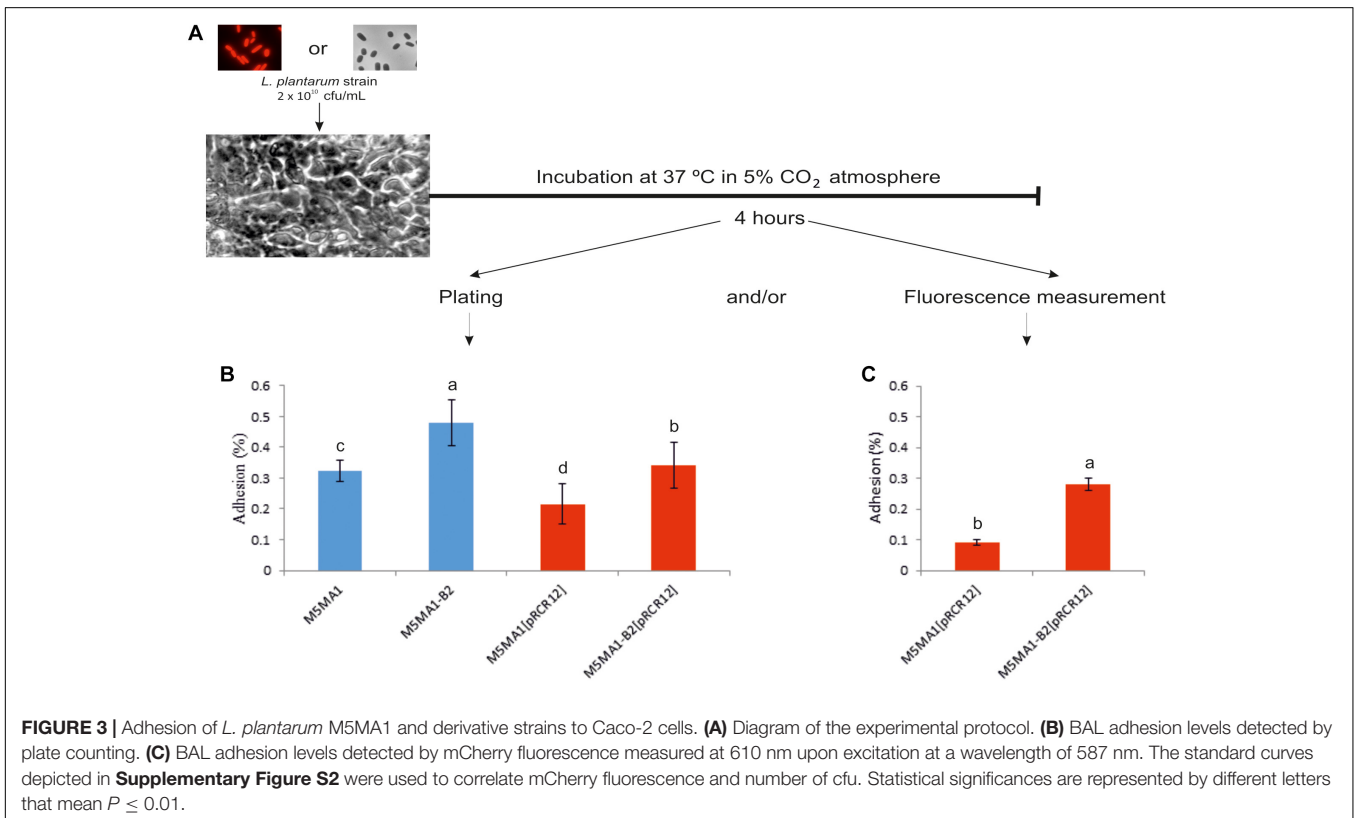 A
or
L. plantarum strain
2 x 10¹⁰ cfu/mL
Incubation at 37 ºC in 5% CO₂ atmosphere
4 hours
Plating
and/or
Fluorescence measurement
B
0.6
0.5
0.4
0.3
0.2
0.1
0
Adhesion (%)
c
a
d
b
M5MA1
M5MA1-B2
M5MA1[pRCR12]
M5MA1-B2[pRCR12]
C
0.6
0.5
0.4
0.3
0.2
0.1
0
Adhesion (%)
b
a
M5MA1[pRCR12]
M5MA1-B2[pRCR12]
FIGURE 3 | Adhesion of L. plantarum M5MA1 and derivative strains to Caco-2 cells. (A) Diagram of the experimental protocol. (B) BAL adhesion levels detected by
plate counting. (C) BAL adhesion levels detected by mCherry fluorescence measured at 610 nm upon excitation at a wavelength of 587 nm. The standard curves
depicted in Supplementary Figure S2 were used to correlate mCherry fluorescence and number of cfu. Statistical significances are represented by different letters
that mean P ≤ 0.01.